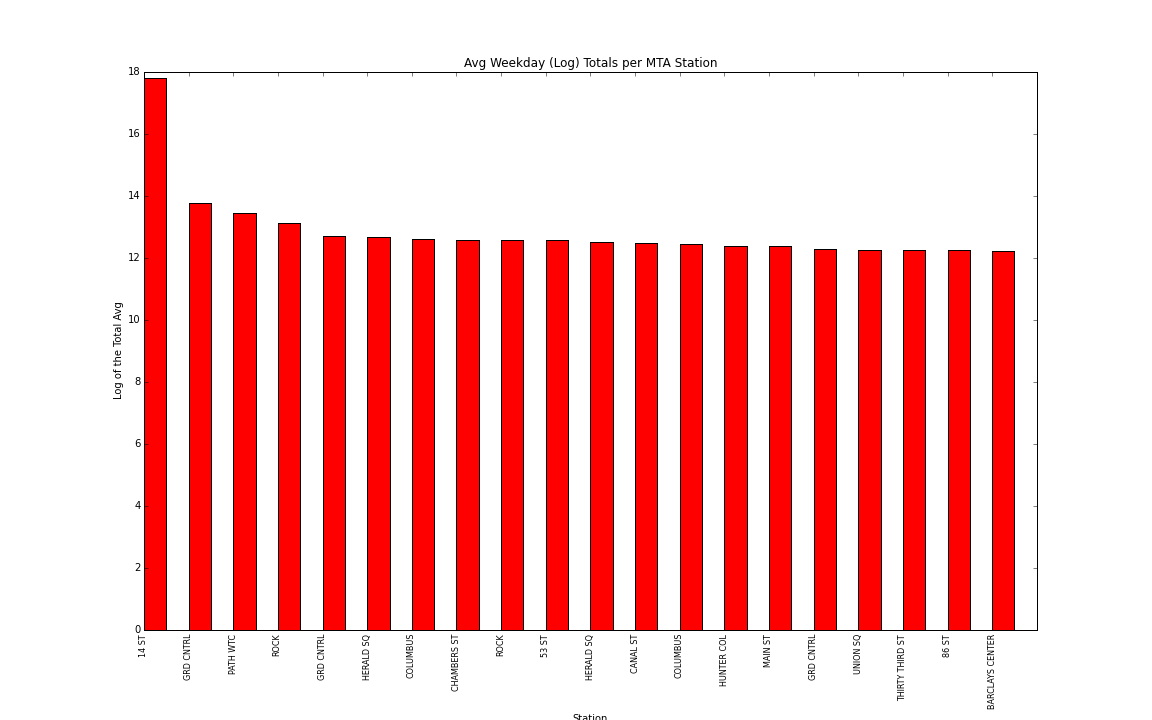 Avg Weekday (Log) Totals per MTA Station
18
16
14
12
10
8
6
4
2
0
Log of the Total Avg
14 ST
GRD CNTRL
PATH WTC
ROCK
GRD CNTRL
HERALD SQ
COLUMBUS
CHAMBERS ST
ROCK
53 ST
HERALD SQ
CANAL ST
COLUMBUS
HUNTER COL
MAIN ST
GRD CNTRL
UNION SQ
THIRTY THIRD ST
86 ST
BARCLAYS CENTER
Station